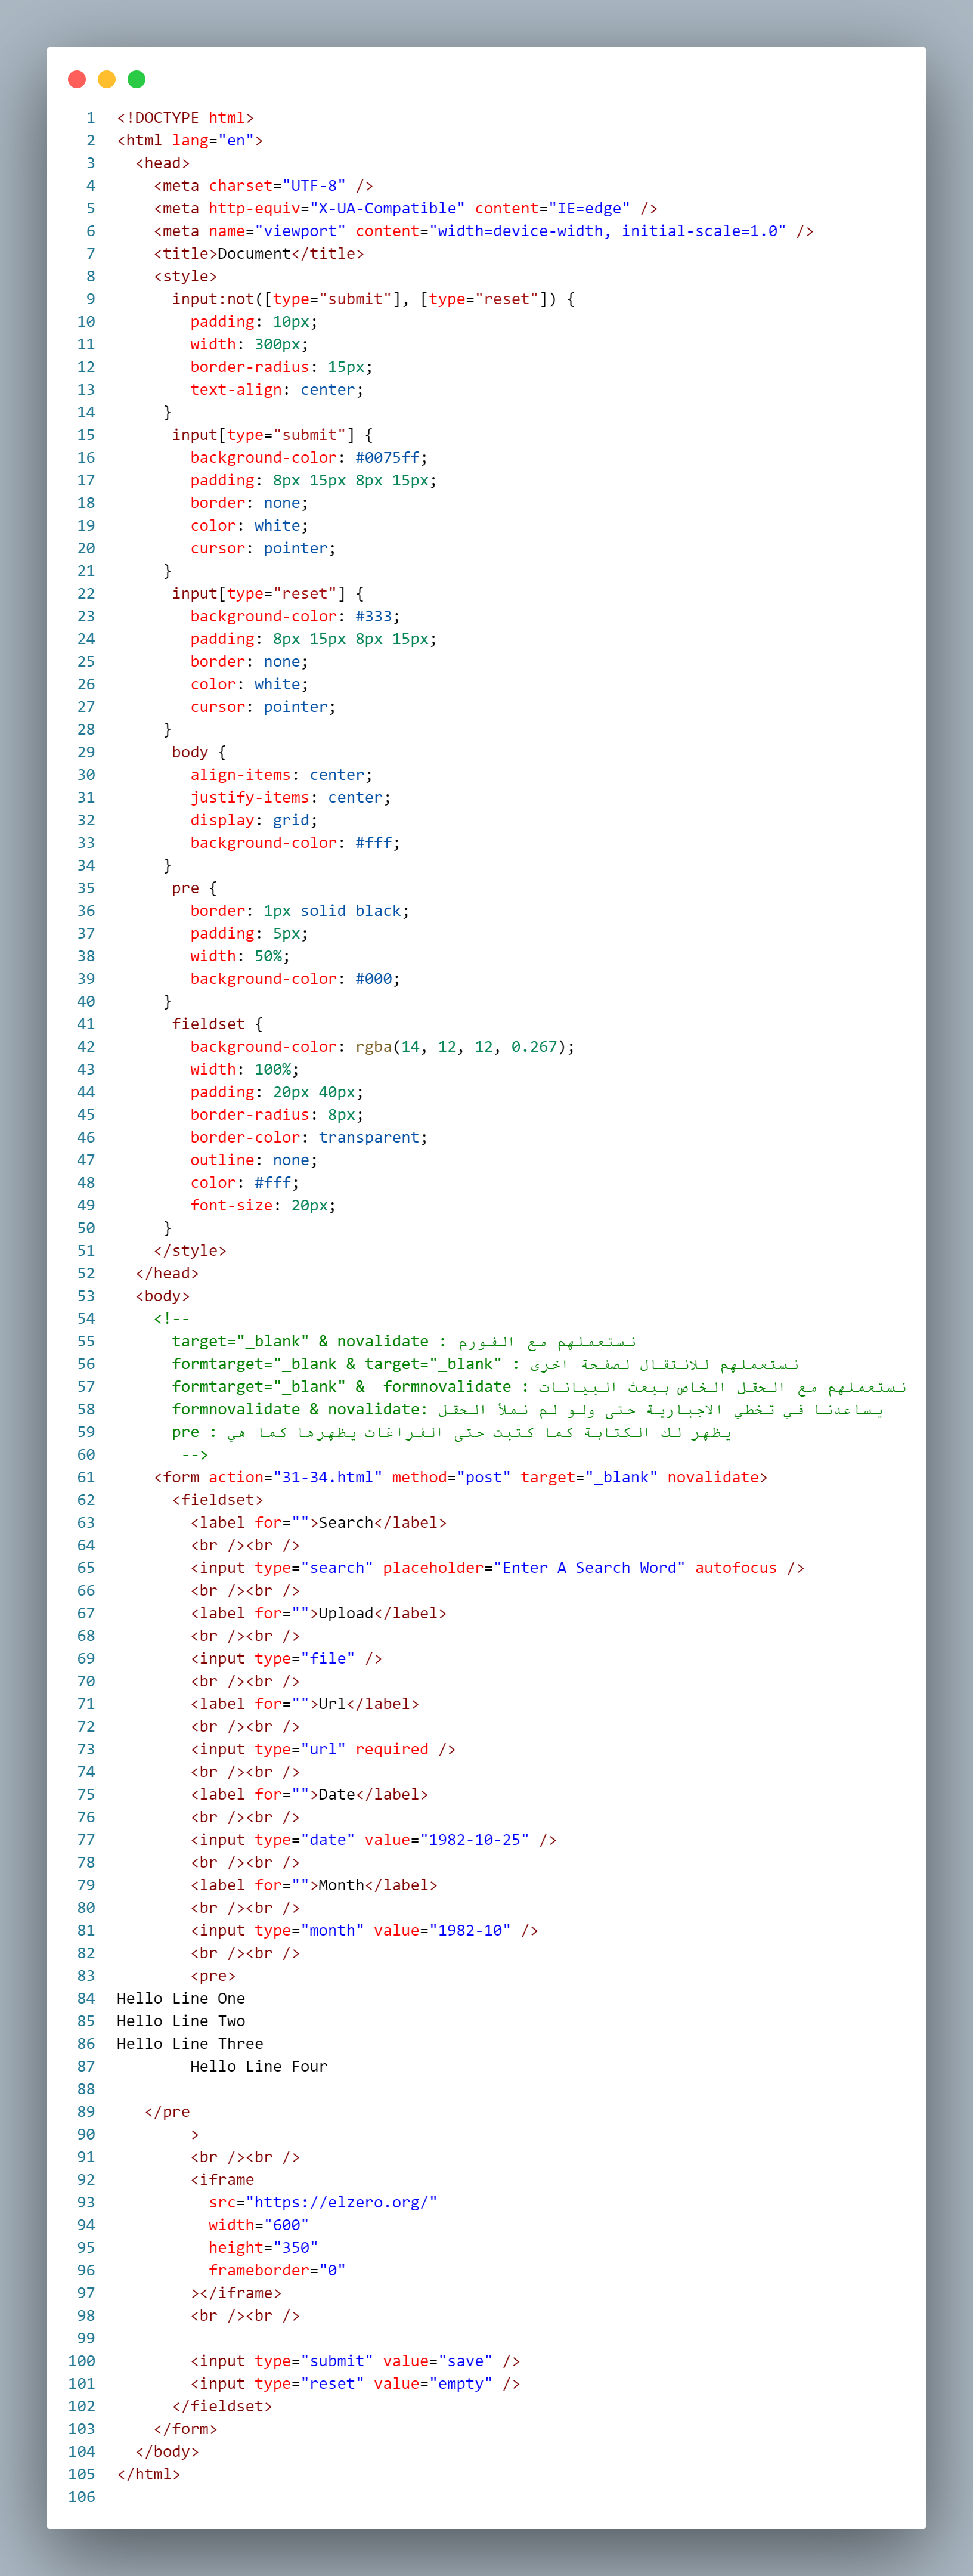 1 <!DOCTYPE html>
2 <html lang="en">
3   <head>
4     <meta charset="UTF-8" />
5     <meta http-equiv="X-UA-Compatible" content="IE=edge" />
6     <meta name="viewport" content="width=device-width, initial-scale=1.0" />
7     <title>Document</title>
8     <style>
9       input:not([type="submit"], [type="reset"]) {
10         padding: 10px;
11         width: 300px;
12         border-radius: 15px;
13         text-align: center;
14      }
15       input[type="submit"] {
16         background-color: #0075ff;
17         padding: 8px 15px 8px 15px;
18         border: none;
19         color: white;
20         cursor: pointer;
21      }
22       input[type="reset"] {
23         background-color: #333;
24         padding: 8px 15px 8px 15px;
25         border: none;
26         color: white;
27         cursor: pointer;
28      }
29       body {
30         align-items: center;
31         justify-items: center;
32         display: grid;
33         background-color: #fff;
34      }
35       pre {
36         border: 1px solid black;
37         padding: 5px;
38         width: 50%;
39         background-color: #000;
40      }
41       fieldset {
42         background-color: rgba(14, 12, 12, 0.267);
43         width: 100%;
44         padding: 20px 40px;
45         border-radius: 8px;
46         border-color: transparent;
47         outline: none;
48         color: #fff;
49         font-size: 20px;
50      }
51     </style>
52   </head>
53   <body>
54     <!--
55       target="_blank" & novalidate : نستعملهم مع الفورم
56       formtarget="_blank & target="_blank" : نستعملهم للانتقال لصفحة اخرى
57       formtarget="_blank" &  formnovalidate : نستعملهم مع الحقل الخاص ببعث البيانات
58       formnovalidate & novalidate: يساعدنا في تخطي الاجبارية حتى ولو لم نملأ الحقل
59       pre : يظهر لك الكتابة كما كتبت حتى الفراغات يظهرها كما هي
60        -->
61     <form action="31-34.html" method="post" target="_blank" novalidate>
62       <fieldset>
63         <label for="">Search</label>
64         <br /><br />
65         <input type="search" placeholder="Enter A Search Word" autofocus />
66         <br /><br />
67         <label for="">Upload</label>
68         <br /><br />
69         <input type="file" />
70         <br /><br />
71         <label for="">Url</label>
72         <br /><br />
73         <input type="url" required />
74         <br /><br />
75         <label for="">Date</label>
76         <br /><br />
77         <input type="date" value="1982-10-25" />
78         <br /><br />
79         <label for="">Month</label>
80         <br /><br />
81         <input type="month" value="1982-10" />
82         <br /><br />
83         <pre>
84 Hello Line One
85 Hello Line Two
86 Hello Line Three
87         Hello Line Four
88
89    </pre
90         >
91         <br /><br />
92         <iframe
93           src="https://elzero.org/"
94           width="600"
95           height="350"
96           frameborder="0"
97         ></iframe>
98         <br /><br />
99
100         <input type="submit" value="save" />
101         <input type="reset" value="empty" />
102       </fieldset>
103     </form>
104   </body>
105 </html>
106